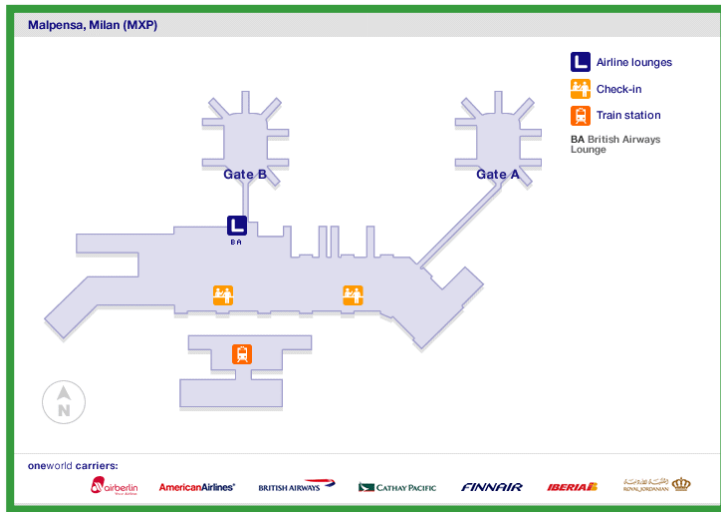 Malpensa, Milan (MXP)
L Airline lounges
Check-in
Train station
BA British Airways
Lounge
Gate B
Gate A
L
BA
N
oneworld carriers:
airberlin
AmericanAirlines®
BRITISH AIRWAYS
CATHAY PACIFIC
FINNAIR
IBERIA
ROYAL JORDANIAN